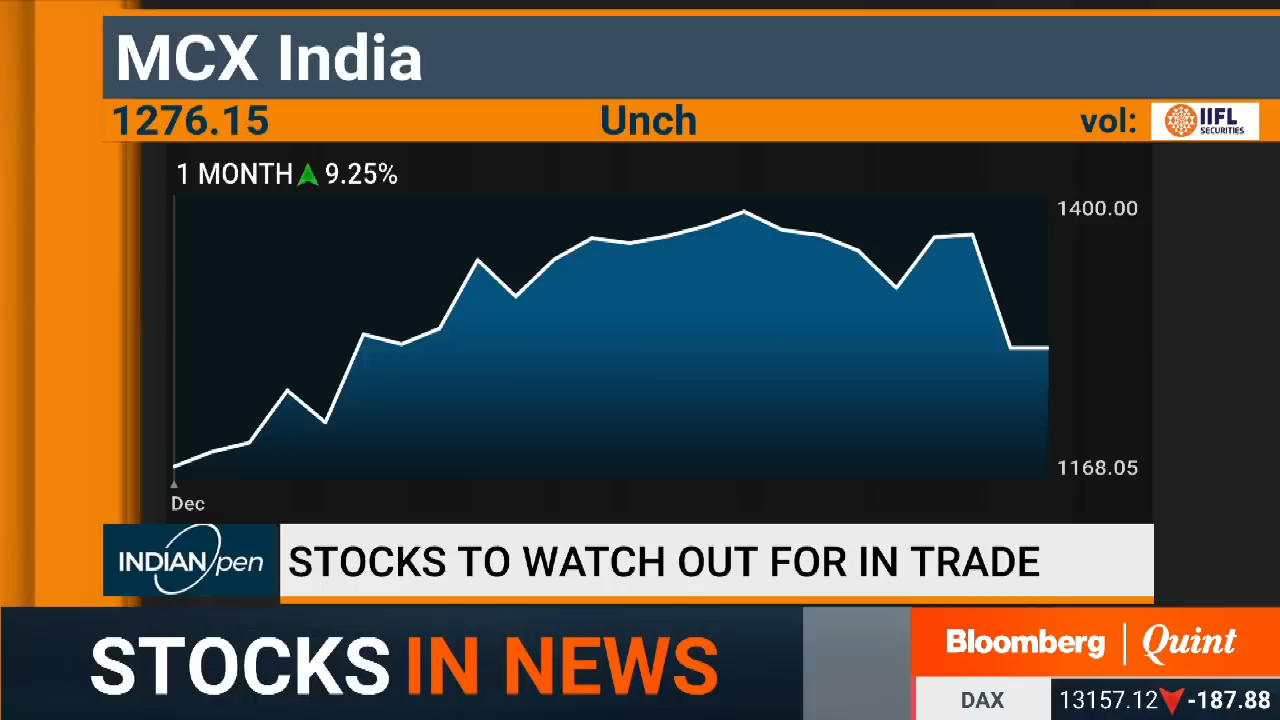 MCX India
1276.15 Unch vol:
IIFL
SECURITIES
1 MONTH 9.25%
1400.00
1168.05
Dec
INDIAN Open
STOCKS TO WATCH OUT FOR IN TRADE
STOCKS IN NEWS
Bloomberg | Quint
DAX 13157.12 -187.88